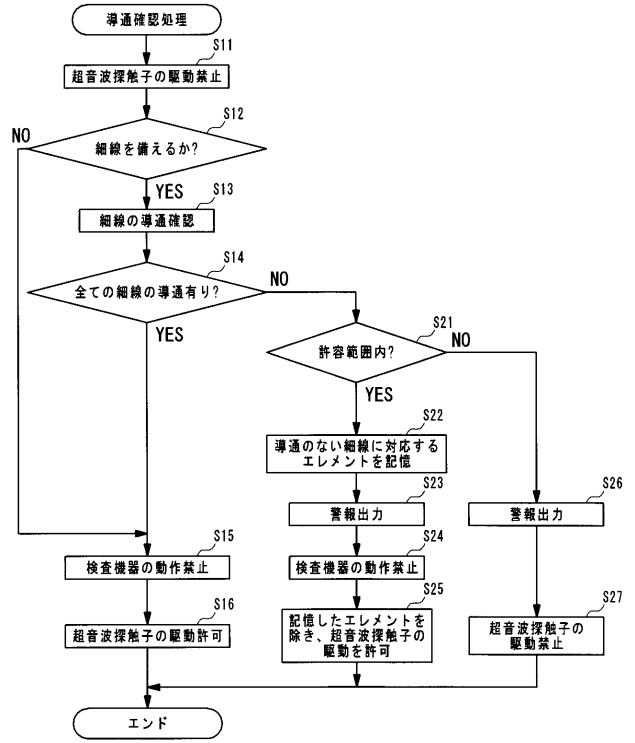 導通確認処理
S11
超音波探触子の駆動禁止
S12
細線を備えるか?
NO
YES
S13
細線の導通確認
S14
全ての細線の導通有り?
NO
YES
S21
許容範囲内?
NO
YES
S22
導通のない細線に対応する
エレメントを記憶
S23
警報出力
S26
警報出力
S15
検査機器の動作禁止
S24
検査機器の動作禁止
S16
超音波探触子の駆動許可
S25
記憶したエレメントを
除き、超音波探触子の
駆動を許可
S27
超音波探触子の
駆動禁止
エンド